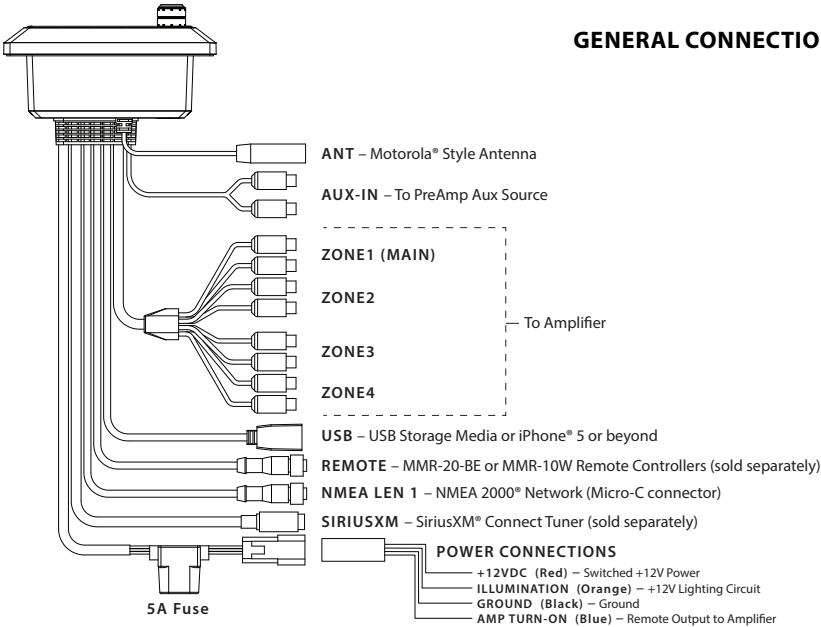 GENERAL CONNECTIO
ANT – Motorola® Style Antenna
AUX-IN – To PreAmp Aux Source
ZONE1 (MAIN)
ZONE2
To Amplifier
ZONE3
ZONE4
USB – USB Storage Media or iPhone® 5 or beyond
REMOTE – MMR-20-BE or MMR-10W Remote Controllers (sold separately)
NMEA LEN 1 – NMEA 2000® Network (Micro-C connector)
SIRIUSXM – SiriusXM® Connect Tuner (sold separately)
POWER CONNECTIONS
+12VDC (Red) – Switched +12V Power
ILLUMINATION (Orange) – +12V Lighting Circuit
GROUND (Black) – Ground
AMP TURN-ON (Blue) – Remote Output to Amplifier
5A Fuse